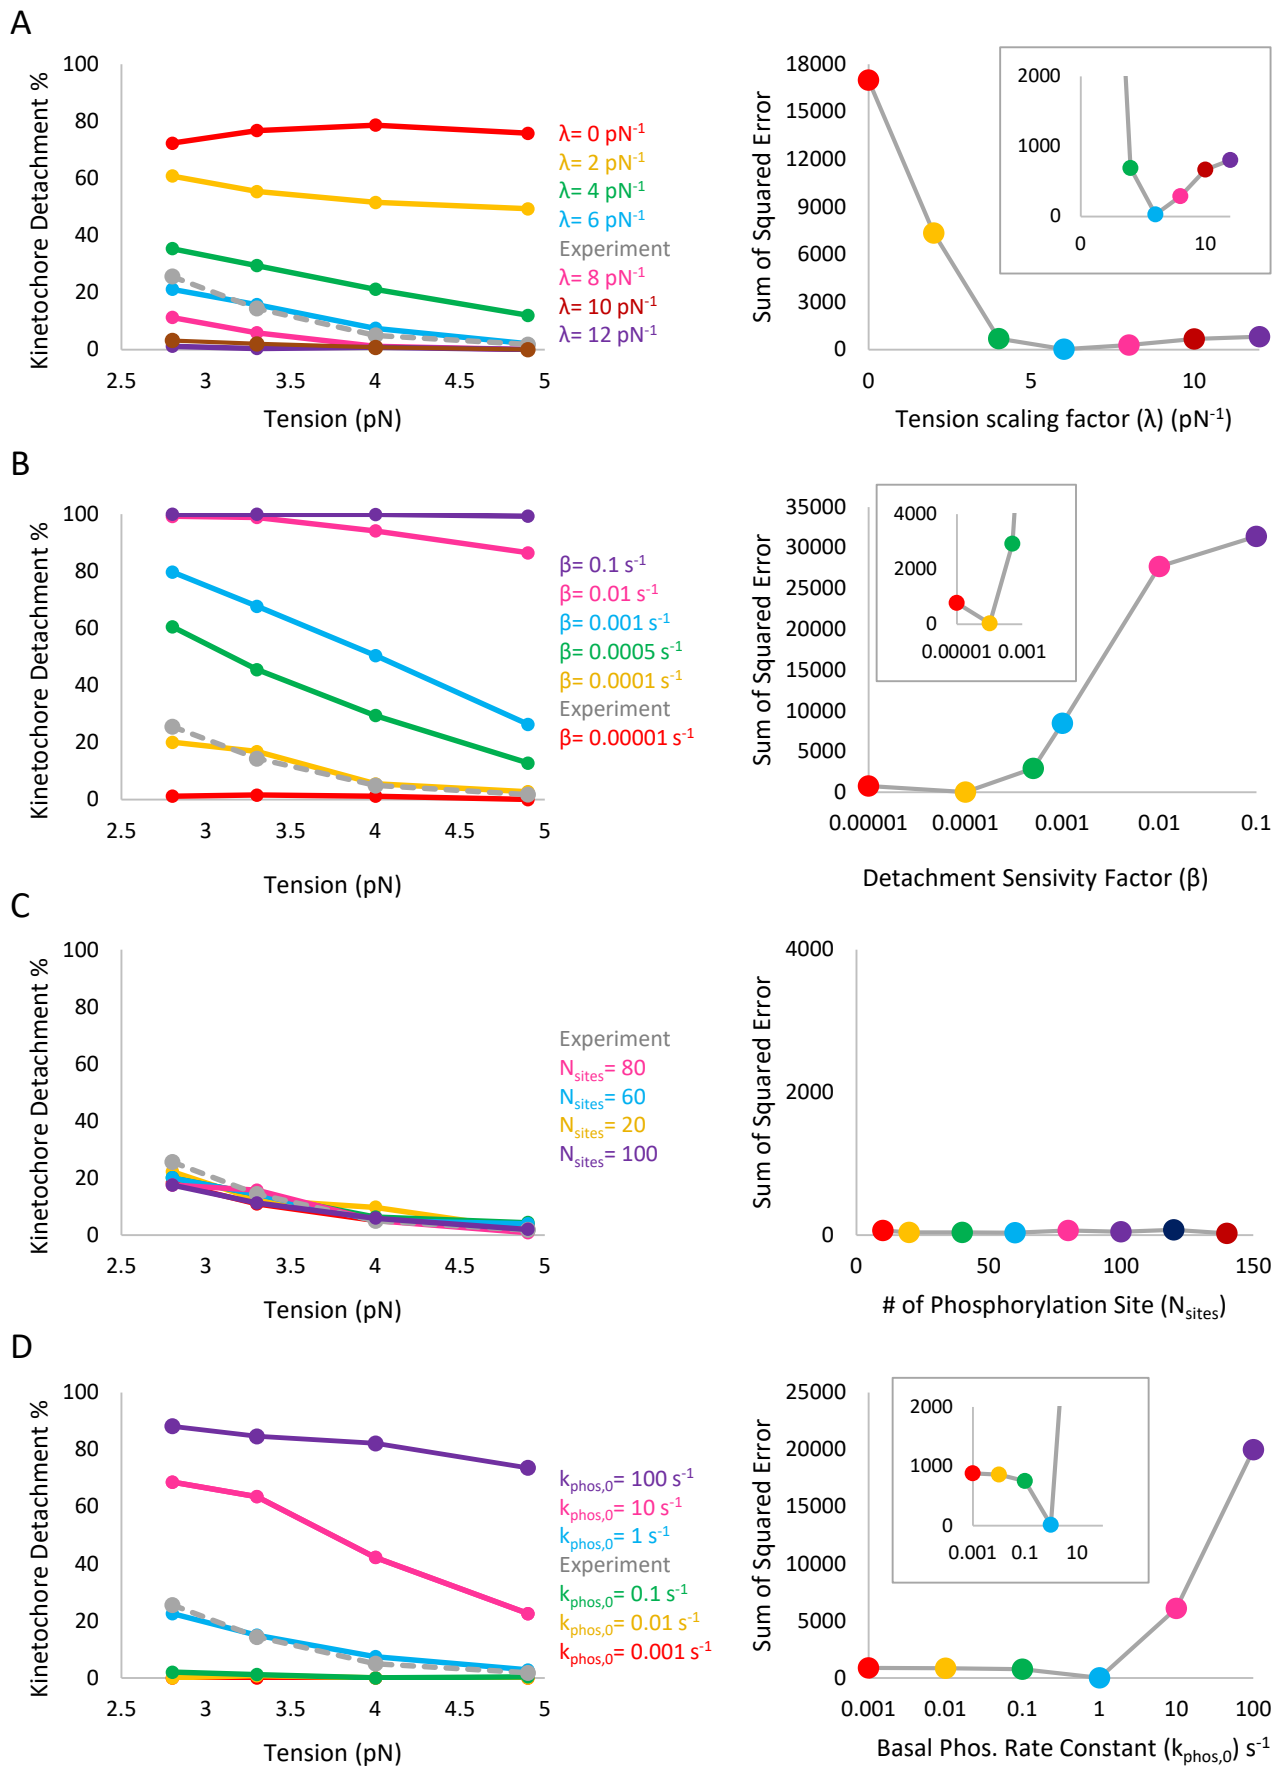 A
100
80
60
40
20
0
2.5 3 3.5 4 4.5 5
Kinetochore Detachment %
Tension (pN)
λ= 0 pN⁻¹
λ= 2 pN⁻¹
λ= 4 pN⁻¹
λ= 6 pN⁻¹
Experiment
λ= 8 pN⁻¹
λ= 10 pN⁻¹
λ= 12 pN⁻¹
18000
15000
12000
9000
6000
3000
0
0 5 10
Sum of Squared Error
Tension scaling factor (λ) (pN⁻¹)
2000
1000
0
0 10
B
100
80
60
40
20
0
2.5 3 3.5 4 4.5 5
Kinetochore Detachment %
Tension (pN)
β= 0.1 s⁻¹
β= 0.01 s⁻¹
β= 0.001 s⁻¹
β= 0.0005 s⁻¹
β= 0.0001 s⁻¹
Experiment
β= 0.00001 s⁻¹
35000
30000
25000
20000
15000
10000
5000
0
0.00001 0.0001 0.001 0.01 0.1
Sum of Squared Error
Detachment Sensivity Factor (β)
4000
2000
0
0.00001 0.001
C
100
80
60
40
20
0
2.5 3 3.5 4 4.5 5
Kinetochore Detachment %
Tension (pN)
Experiment
N_sites= 80
N_sites= 60
N_sites= 20
N_sites= 100
4000
2000
0
0 50 100 150
Sum of Squared Error
# of Phosphorylation Site (N_sites)
D
100
80
60
40
20
0
2.5 3 3.5 4 4.5 5
Kinetochore Detachment %
Tension (pN)
k_phos,0= 100 s⁻¹
k_phos,0= 10 s⁻¹
k_phos,0= 1 s⁻¹
Experiment
k_phos,0= 0.1 s⁻¹
k_phos,0= 0.01 s⁻¹
k_phos,0= 0.001 s⁻¹
25000
20000
15000
10000
5000
0
0.001 0.01 0.1 1 10 100
Sum of Squared Error
Basal Phos. Rate Constant (k_phos,0) s⁻¹
2000
1000
0
0.001 0.1 10